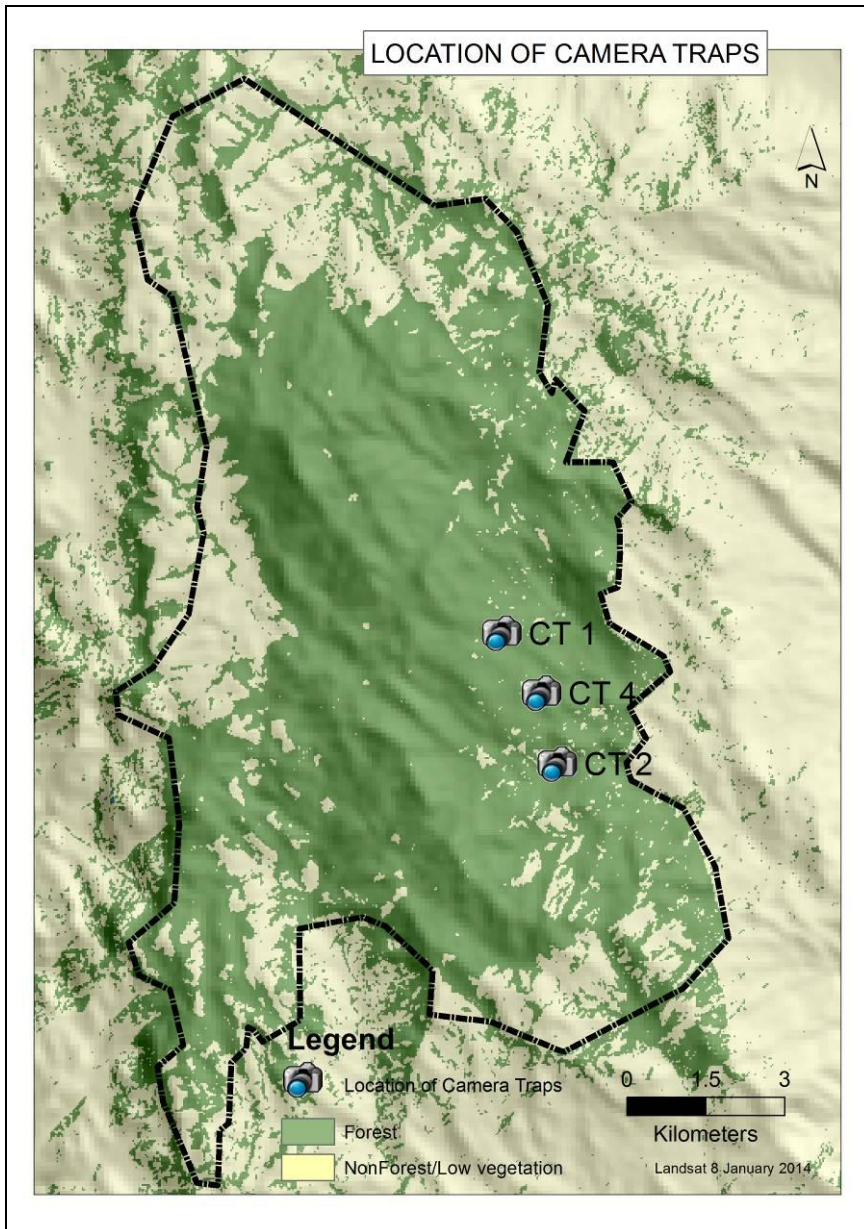 LOCATION OF CAMERA TRAPS
N
CT 1
CT 4
CT 2
Legend
Location of Camera Traps
Forest
NonForest/Low vegetation
0 1.5 3
Kilometers
Landsat 8 January 2014